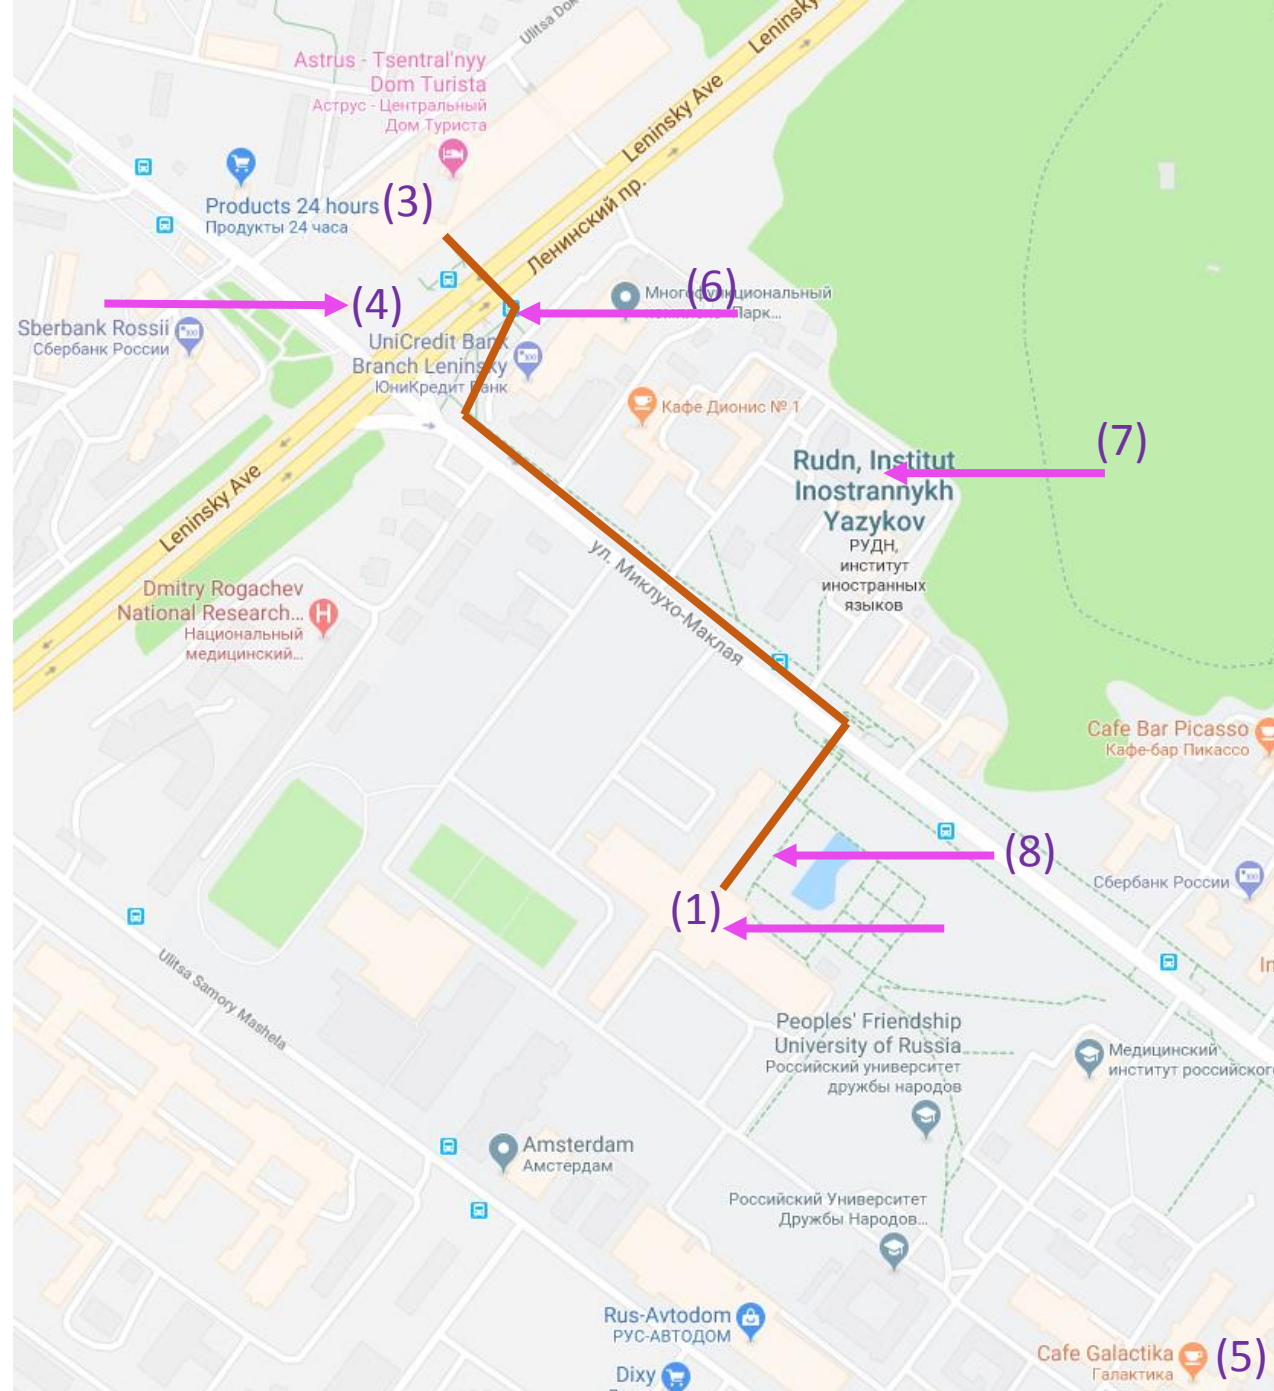 Ulitsa Dok
Leninsky
Astrus - Tsentral'nyy
Dom Turista
Аструс - Центральный
Дом Туриста
Leninsky Ave
Products 24 hours
Продукты 24 часа
(3)
Ленинский пр.
(4)
(6)
Многофункциональный
Парк...
Sberbank Rossii
Сбербанк России
UniCredit Bank
Branch Leninsky
ЮниКредит Банк
Кафе Дионис № 1
(7)
Rudn, Institut
Inostrannykh
Yazykov
РУДН,
институт
иностранных
языков
Leninsky Ave
ул. Миклухо-Маклая
Dmitry Rogachev
National Research...
Национальный
медицинский...
Cafe Bar Picasso
Кафе-бар Пикассо
(8)
Сбербанк России
(1)
In
Ulitsa Samory Mashela
Peoples' Friendship
University of Russia
Российский университет
дружбы народов
Медицинский
институт российског
Amsterdam
Амстердам
Российский Университет
Дружбы Народов...
Rus-Avtodom
РУС-АВТОДОМ
Cafe Galactika
Галактика
(5)
Dixy